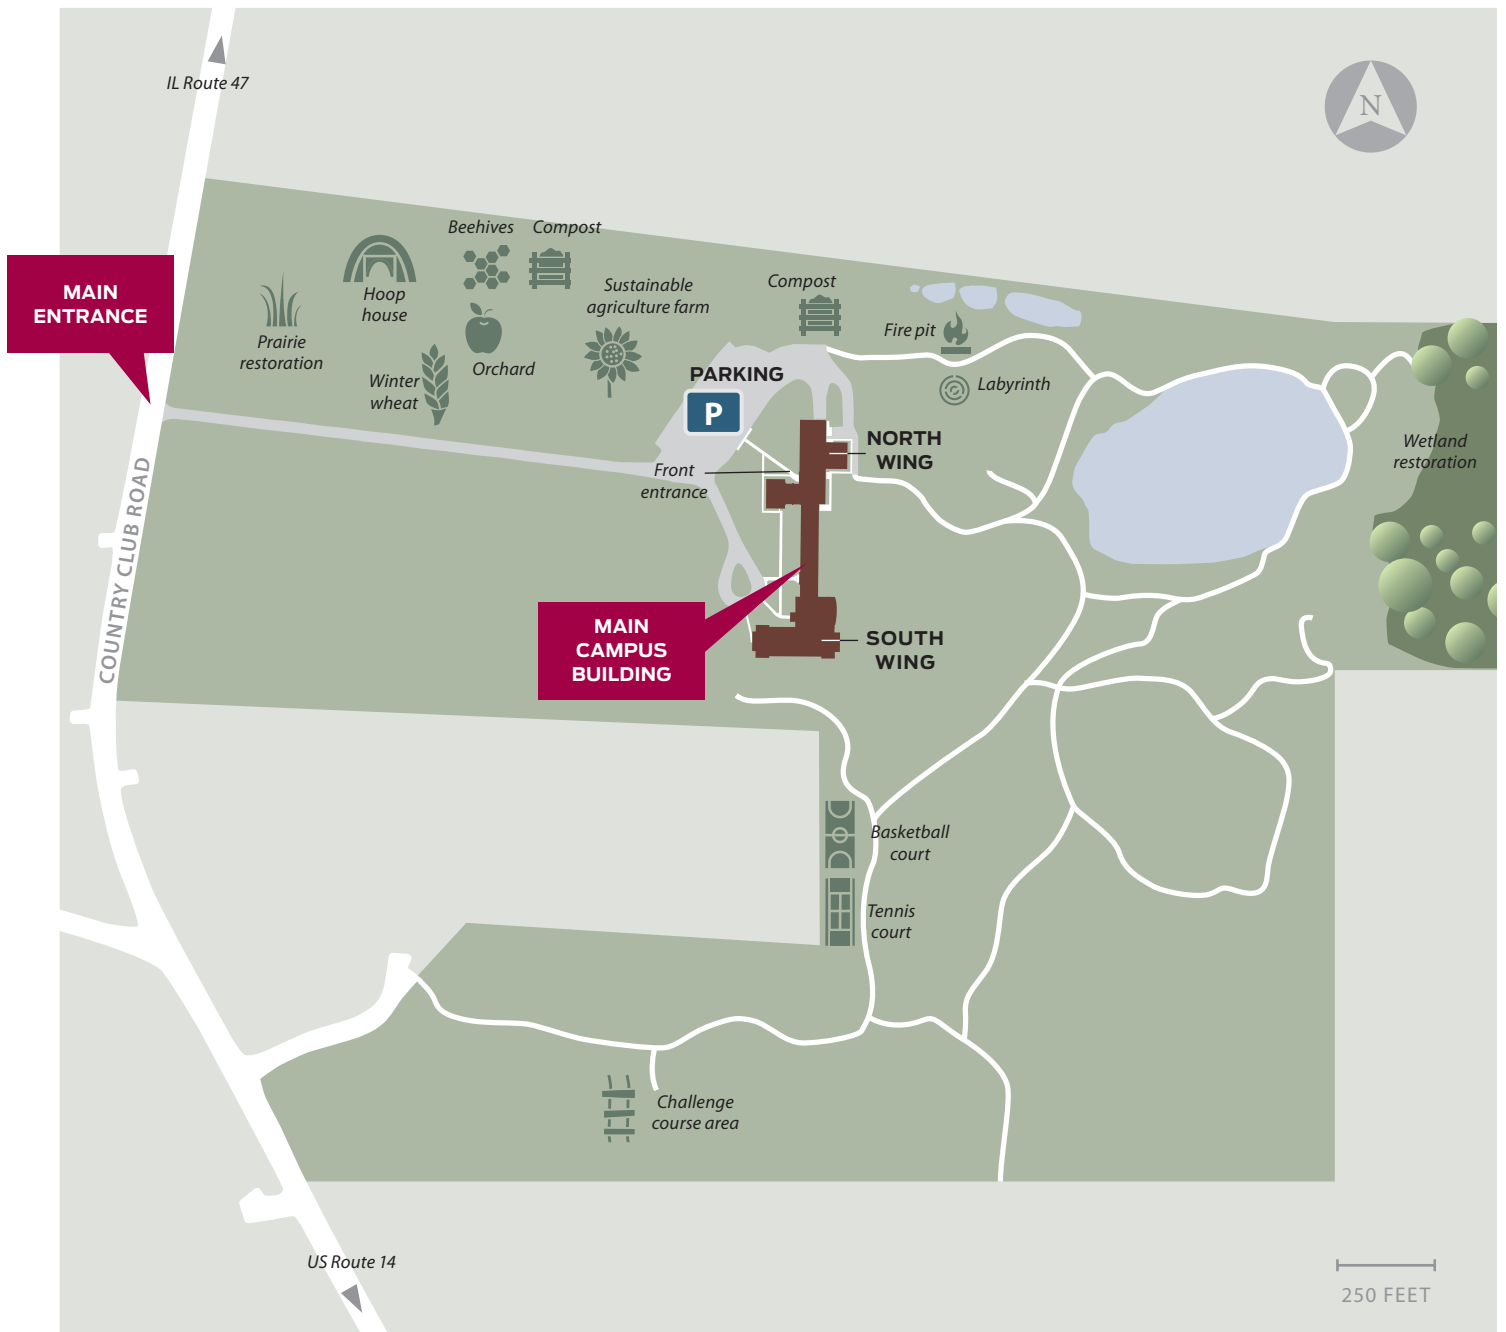 IL Route 47
N
MAIN
ENTRANCE
Beehives
Compost
Hoop
house
Prairie
restoration
Sustainable
agriculture farm
Orchard
Winter
wheat
Compost
Fire pit
Labyrinth
PARKING
P
NORTH
WING
Front
entrance
Wetland
restoration
COUNTRY CLUB ROAD
MAIN
CAMPUS
BUILDING
SOUTH
WING
Basketball
court
Tennis
court
Challenge
course area
US Route 14
250 FEET